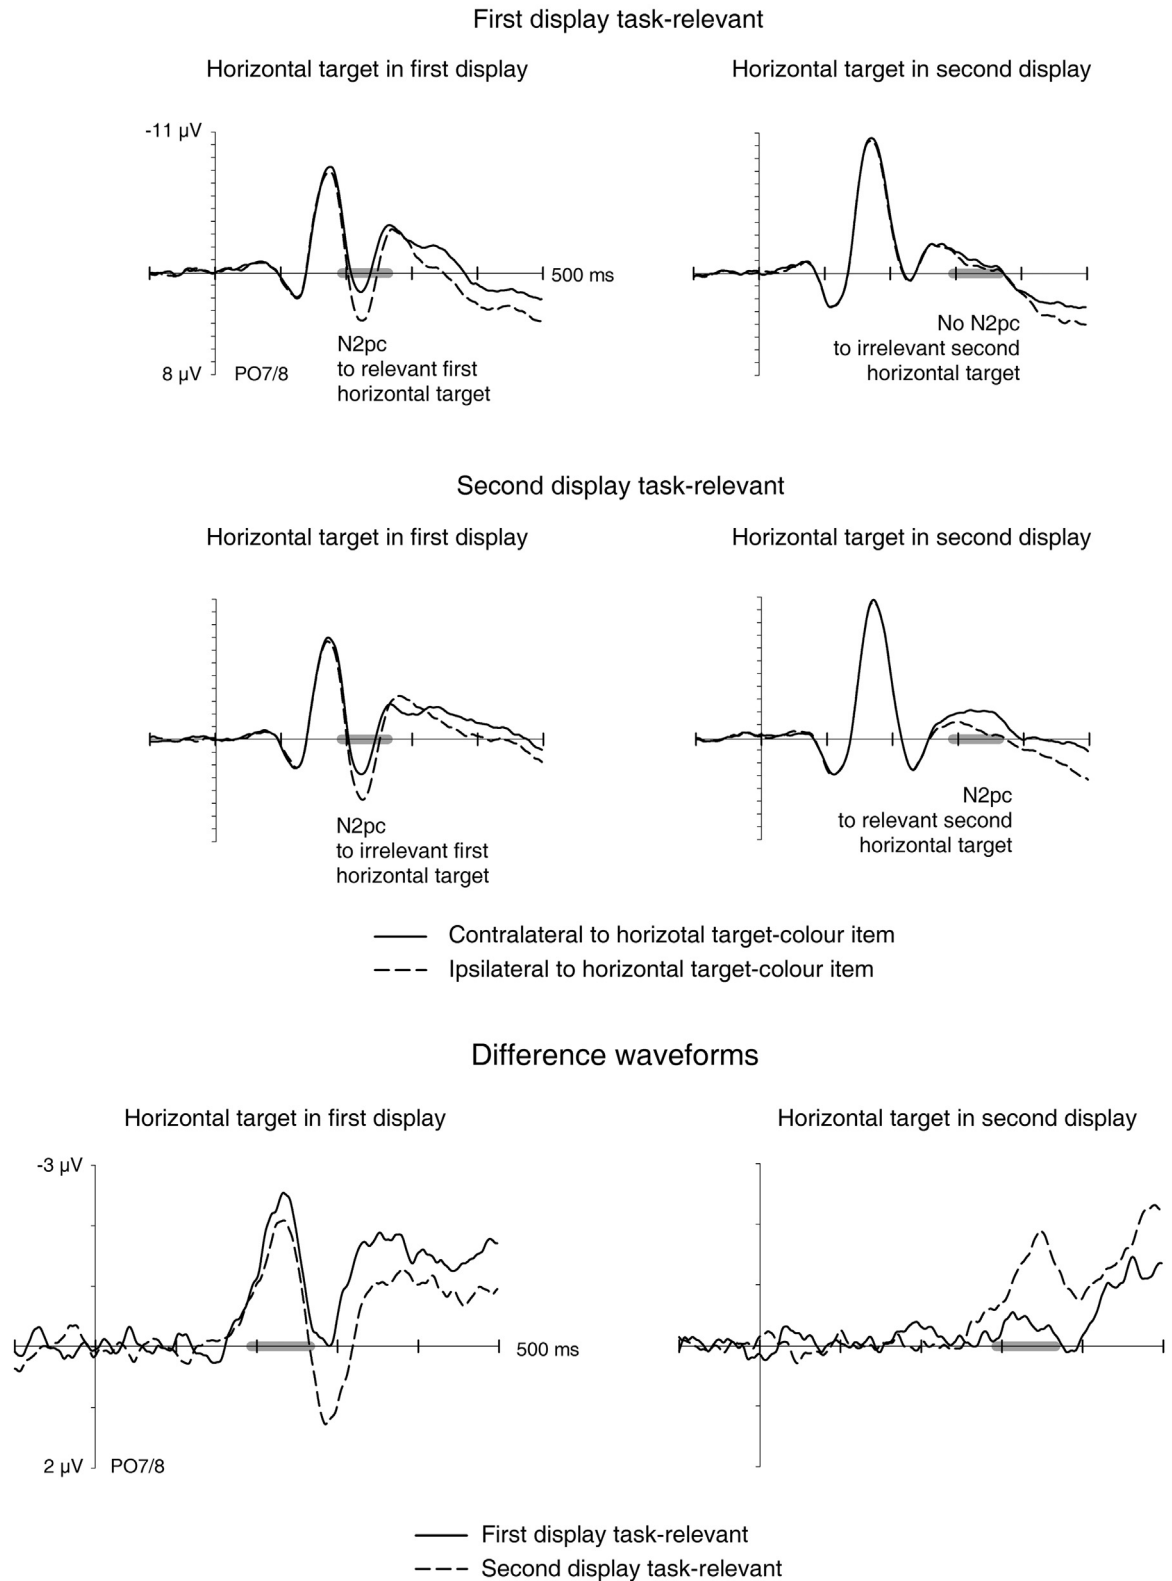 First display task-relevant
Horizontal target in first display
Horizontal target in second display
-11 µV
500 ms
8 µV
PO7/8
N2pc
to relevant first
horizontal target
No N2pc
to irrelevant second
horizontal target
Second display task-relevant
Horizontal target in first display
Horizontal target in second display
N2pc
to irrelevant first
horizontal target
N2pc
to relevant second
horizontal target
Contralateral to horizotal target-colour item
Ipsilateral to horizontal target-colour item
Difference waveforms
Horizontal target in first display
Horizontal target in second display
-3 µV
500 ms
2 µV
PO7/8
First display task-relevant
Second display task-relevant